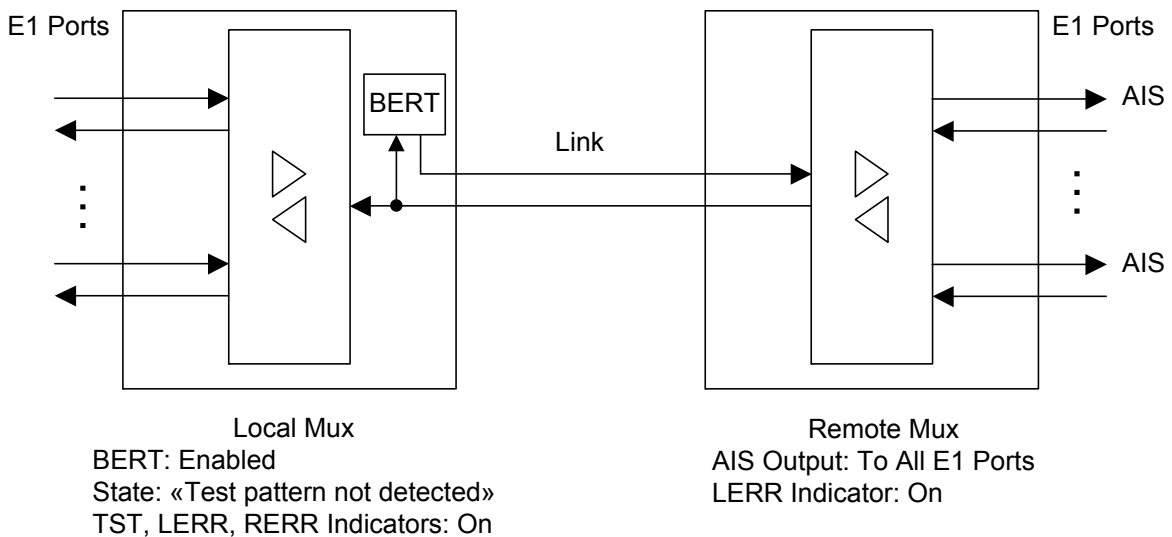 E1 Ports
E1 Ports
BERT
AIS
Link
AIS
Local Mux
BERT: Enabled
State: «Test pattern not detected»
TST, LERR, RERR Indicators: On
Remote Mux
AIS Output: To All E1 Ports
LERR Indicator: On